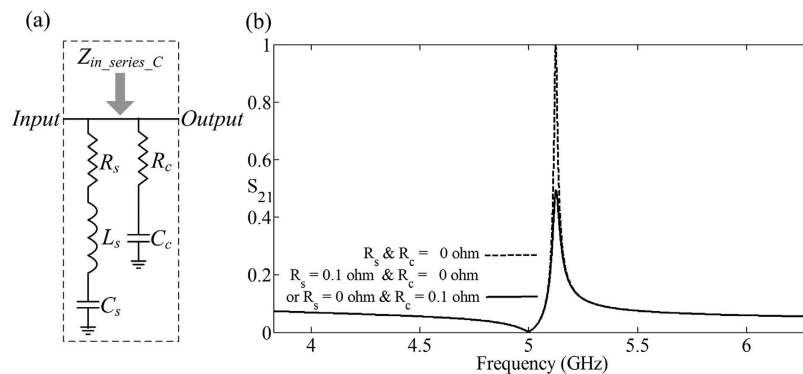 (a)
Z_in_series_C
Input
Output
R_s
R_c
L_s
C_c
C_s
(b)
1
0.8
0.6
S_21
0.4
0.2
0
R_s & R_c = 0 ohm
R_s = 0.1 ohm & R_c = 0
or R_s = 0 ohm & R_c = 0.1 ohm
4 4.5 5 5.5 6
Frequency (GHz)